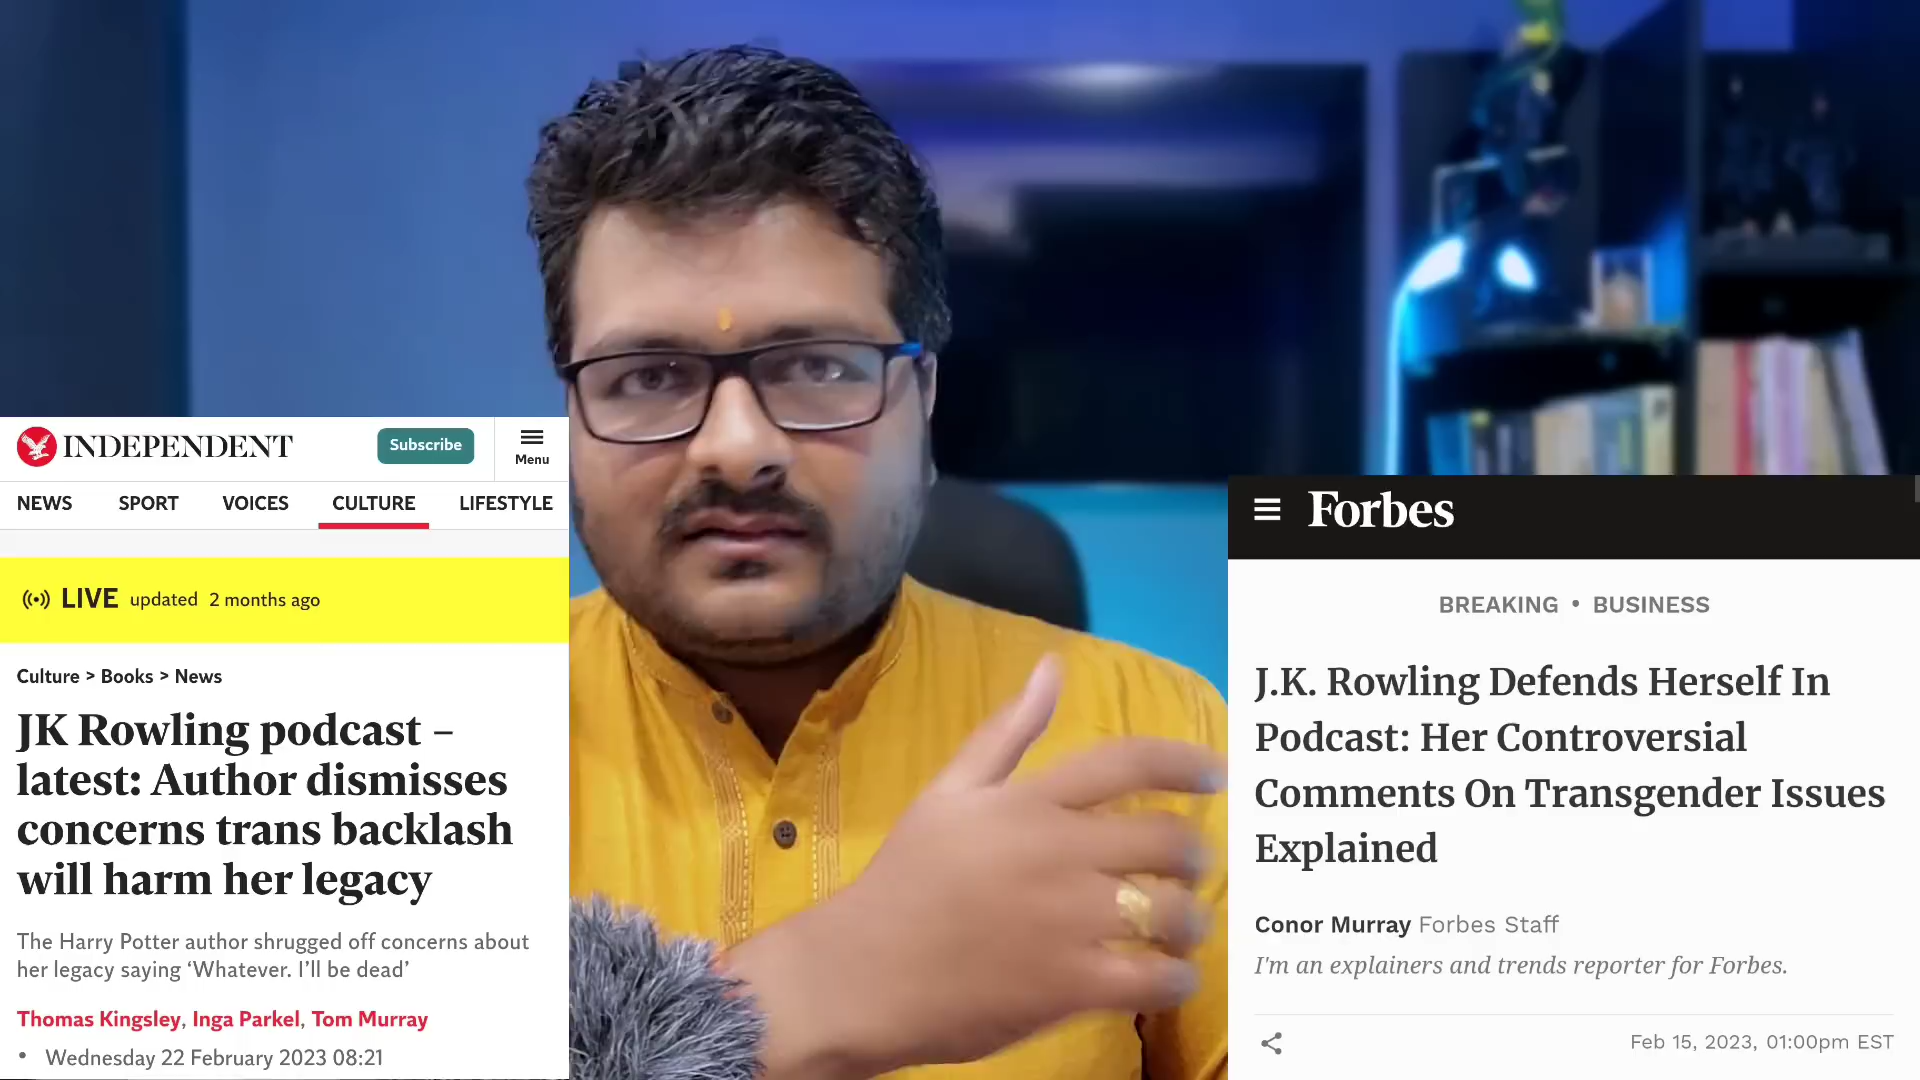 INDEPENDENT
Subscribe
Menu
NEWS SPORT VOICES CULTURE LIFESTYLE
LIVE updated 2 months ago
Culture > Books > News
JK Rowling podcast –
latest: Author dismisses
concerns trans backlash
will harm her legacy
The Harry Potter author shrugged off concerns about
her legacy saying ‘Whatever. I’ll be dead’
Thomas Kingsley, Inga Parkel, Tom Murray
• Wednesday 22 February 2023 08:21
Forbes
BREAKING • BUSINESS
J.K. Rowling Defends Herself In
Podcast: Her Controversial
Comments On Transgender Issues
Explained
Conor Murray Forbes Staff
I'm an explainers and trends reporter for Forbes.
Feb 15, 2023, 01:00pm EST